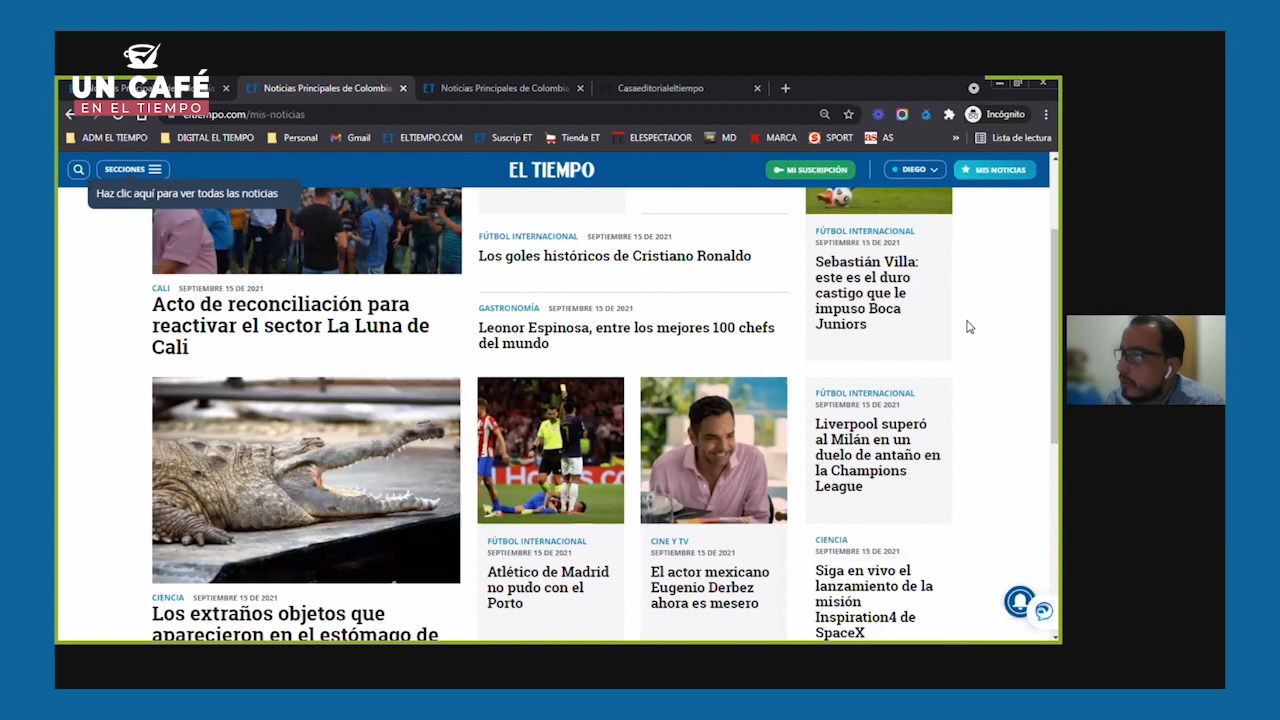 UN CAFÉ
EN EL TIEMPO
Noticias Principales de Colombia
Noticias Principales de Colombia
Casaeditorialeltiempo
eltiempo.com/mis-noticias
Incógnito
ADM EL TIEMPO
DIGITAL EL TIEMPO
Personal
Gmail
ET ELTIEMPO.COM
ET Suscrip ET
Tienda ET
ELESPECTADOR
MD
MARCA
SPORT
as AS
»
Lista de lectura
SECCIONES
EL TIEMPO
MI SUSCRIPCIÓN
DIEGO
MIS NOTICIAS
Haz clic aquí para ver todas las noticias
CALI SEPTIEMBRE 15 DE 2021
Acto de reconciliación para
reactivar el sector La Luna de
Cali
FÚTBOL INTERNACIONAL SEPTIEMBRE 15 DE 2021
Los goles históricos de Cristiano Ronaldo
GASTRONOMÍA SEPTIEMBRE 15 DE 2021
Leonor Espinosa, entre los mejores 100 chefs
del mundo
FÚTBOL INTERNACIONAL
SEPTIEMBRE 15 DE 2021
Sebastián Villa:
este es el duro
castigo que le
impuso Boca
Juniors
CIENCIA SEPTIEMBRE 15 DE 2021
Los extraños objetos que
aparecieron en el estómago de
FÚTBOL INTERNACIONAL
SEPTIEMBRE 15 DE 2021
Atlético de Madrid
no pudo con el
Porto
CINE Y TV
SEPTIEMBRE 15 DE 2021
El actor mexicano
Eugenio Derbez
ahora es mesero
FÚTBOL INTERNACIONAL
SEPTIEMBRE 15 DE 2021
Liverpool superó
al Milán en un
duelo de antaño en
la Champions
League
CIENCIA
SEPTIEMBRE 15 DE 2021
Siga en vivo el
lanzamiento de la
misión
Inspiration4 de
SpaceX